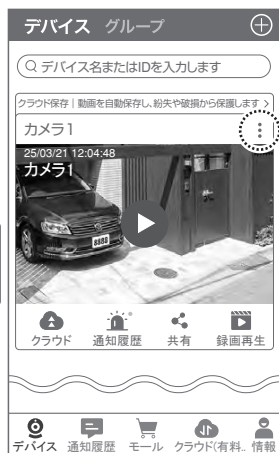 デバイス グループ
デバイス名またはIDを入力します
クラウド保存 | 動画を自動保存し、紛失や破損から保護します >
カメラ1
25/03/21 12:04:48
カメラ1
8888
クラウド 通知履歴 共有 録画再生
デバイス 通知履歴 モール クラウド(有料.. 情報